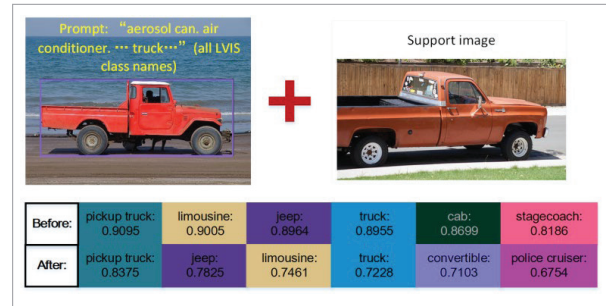 Prompt: “aerosol can. air
conditioner. ··· truck···” (all LVIS
class names)
Support image
Before: pickup truck: 0.9095 limousine: 0.9005 jeep: 0.8964 truck: 0.8955 cab: 0.8699 stagecoach: 0.8186
After: pickup truck: 0.8375 jeep: 0.7825 limousine: 0.7461 truck: 0.7228 convertible: 0.7103 police cruiser: 0.6754